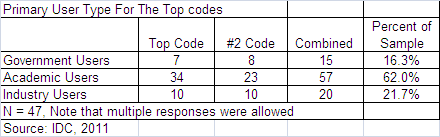 Primary User Type For The Top codes
Percent of
Top Code #2 Code Combined Sample
Government Users 7 8 15 16.3%
Academic Users 34 23 57 62.0%
Industry Users 10 10 20 21.7%
N = 47, Note that multiple responses were allowed
Source: IDC, 2011